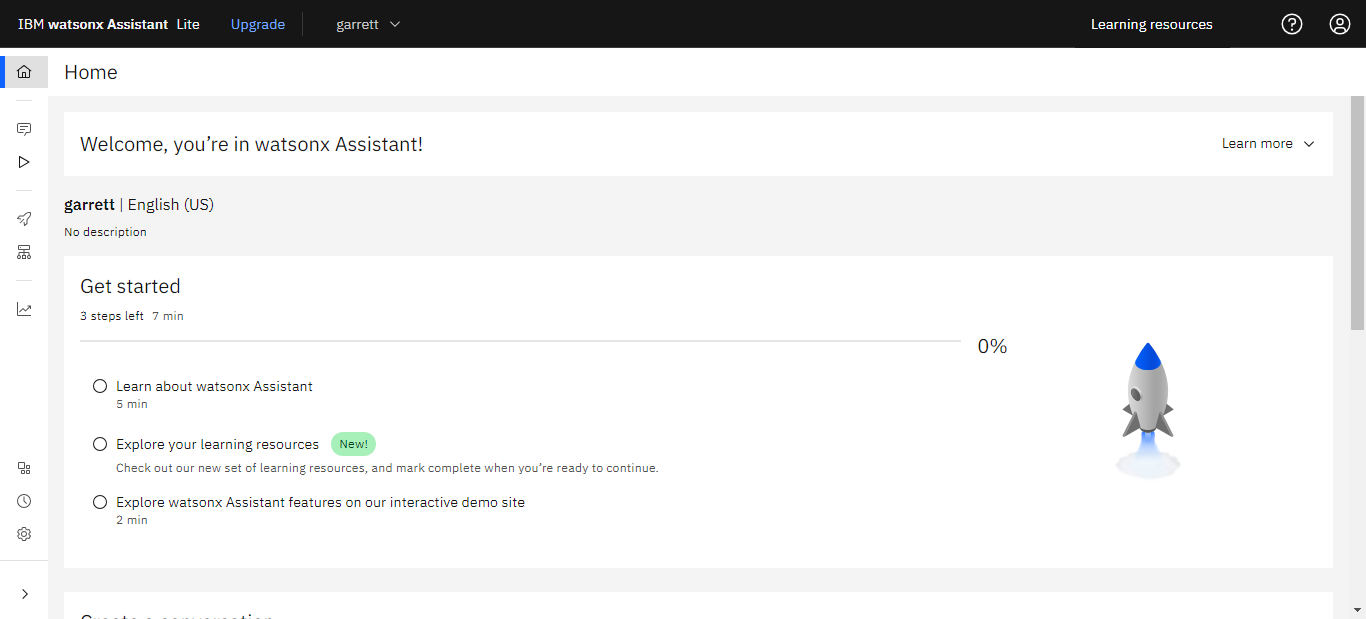 IBM watsonx Assistant Lite Upgrade garrett Learning resources
Home
Welcome, you’re in watsonx Assistant! Learn more
garrett | English (US)
No description
Get started
3 steps left 7 min
0%
Learn about watsonx Assistant
5 min
Explore your learning resources New!
Check out our new set of learning resources, and mark complete when you’re ready to continue.
Explore watsonx Assistant features on our interactive demo site
2 min
Create a conversation